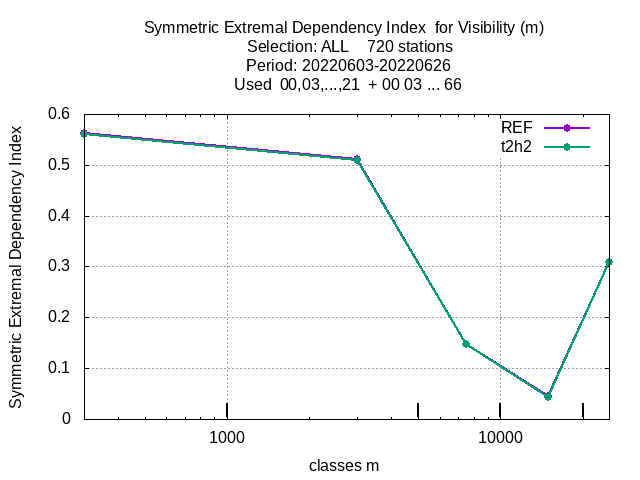 Symmetric Extremal Dependency Index  for Visibility (m)
Selection: ALL    720 stations
Period: 20220603-20220626
Used  00,03,...,21  + 00 03 ... 66
REF
t2h2
Symmetric Extremal Dependency Index
0.6
0.5
0.4
0.3
0.2
0.1
0
1000
10000
classes m